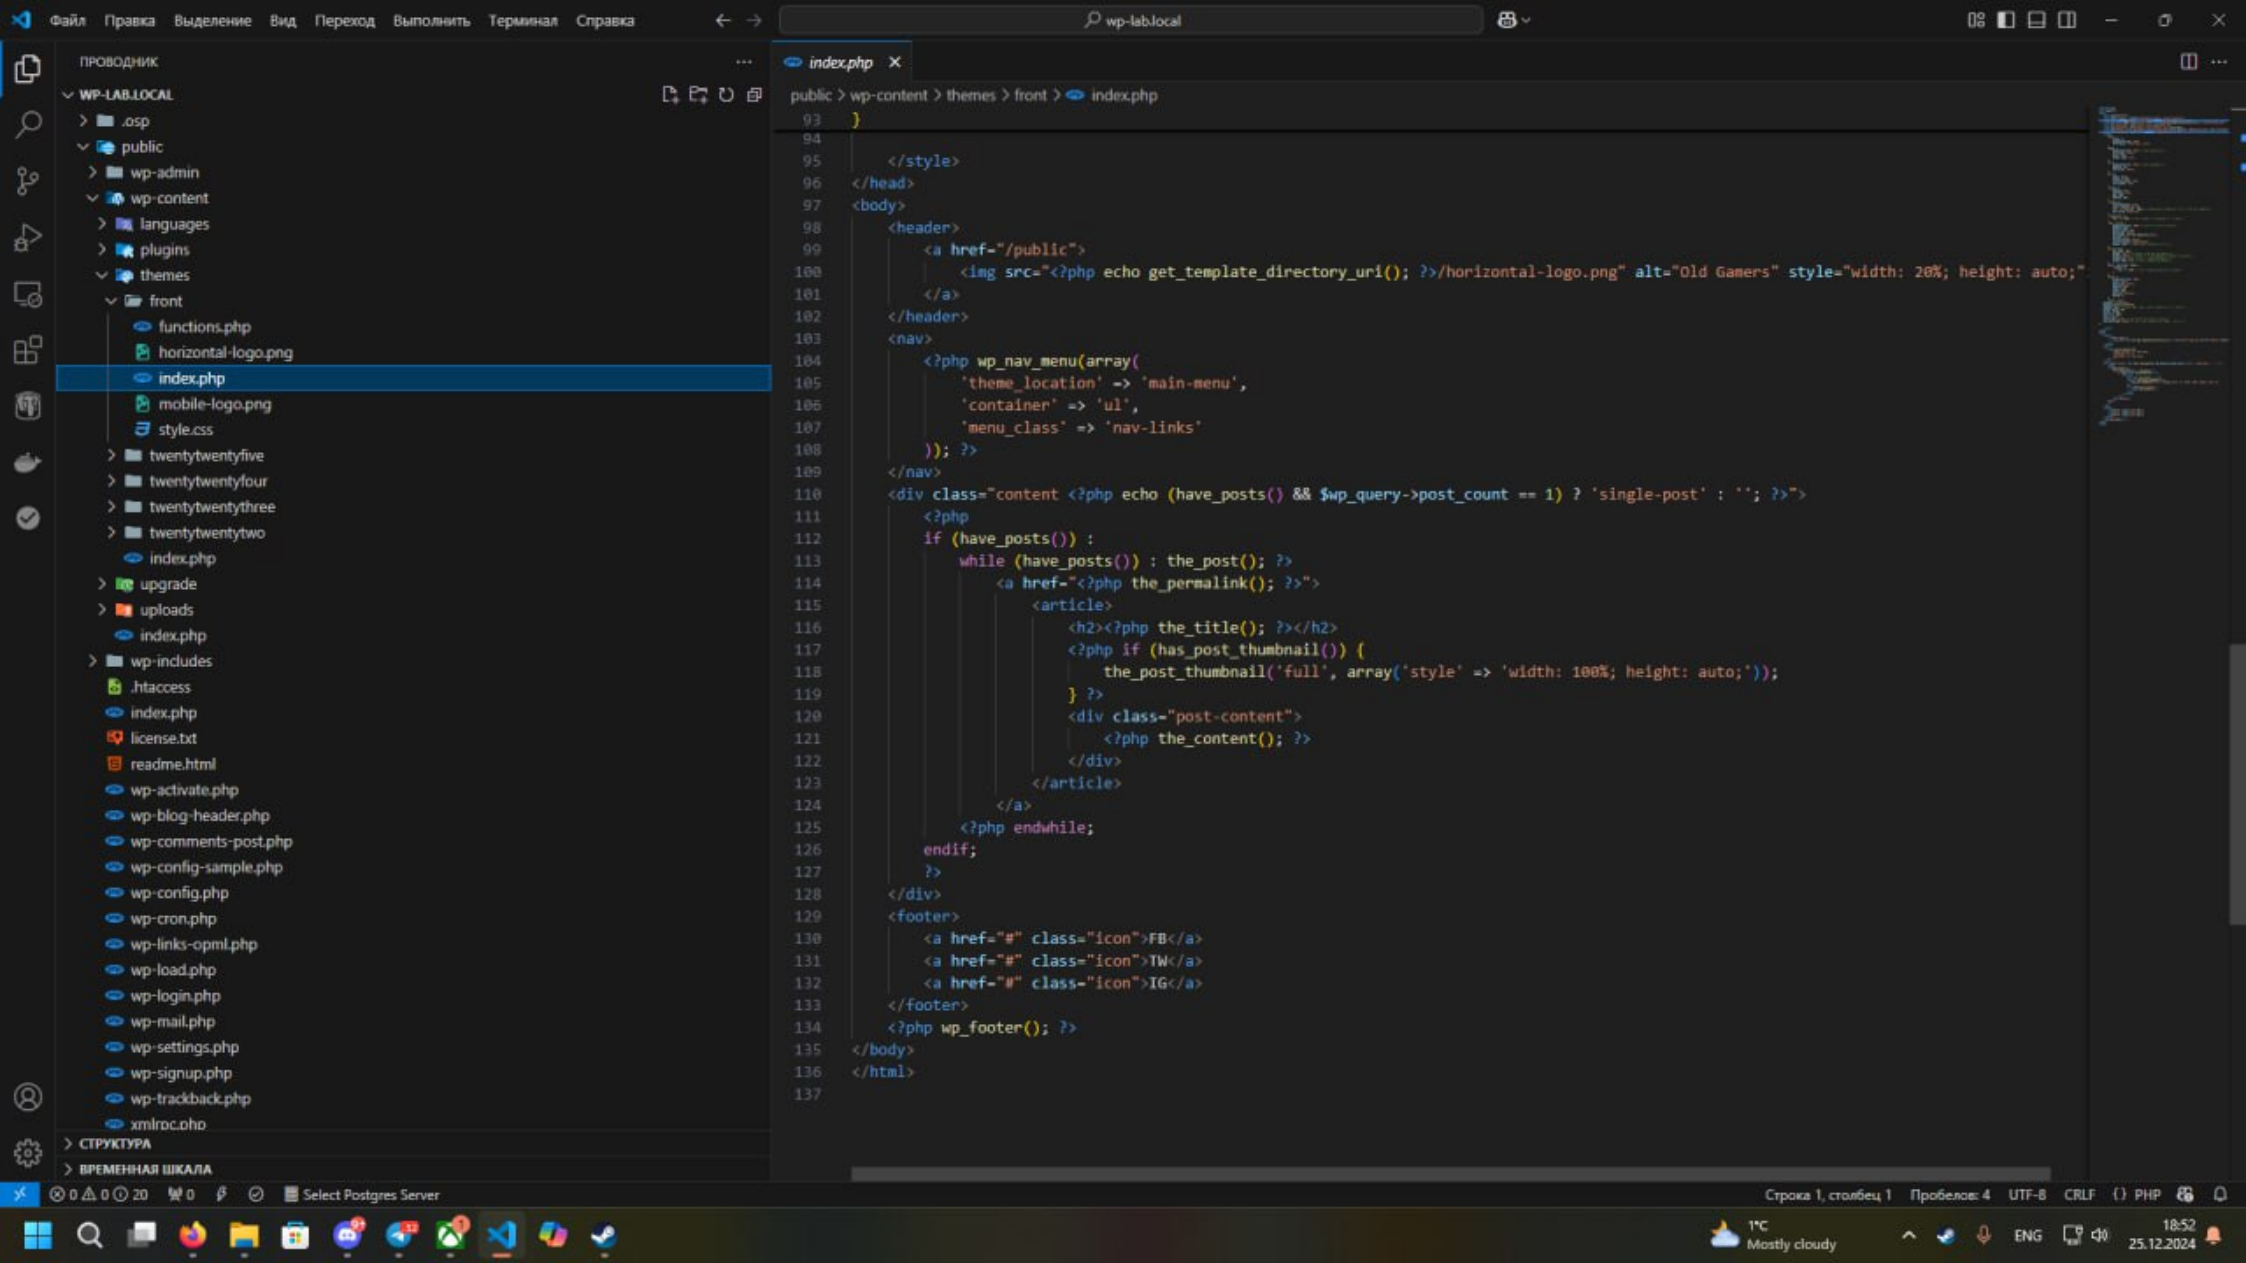 Файл Правка Выделение Вид Переход Выполнить Терминал Справка
wp-lab.local
ПРОВОДНИК
WP-LAB.LOCAL
.osp
public
wp-admin
wp-content
languages
plugins
themes
front
functions.php
horizontal-logo.png
index.php
mobile-logo.png
style.css
twentytwentyfive
twentytwentyfour
twentytwentythree
twentytwentytwo
index.php
upgrade
uploads
index.php
wp-includes
.htaccess
index.php
license.txt
readme.html
wp-activate.php
wp-blog-header.php
wp-comments-post.php
wp-config-sample.php
wp-config.php
wp-cron.php
wp-links-opml.php
wp-load.php
wp-login.php
wp-mail.php
wp-settings.php
wp-signup.php
wp-trackback.php
xmlrpc.php
СТРУКТУРА
ВРЕМЕННАЯ ШКАЛА
index.php
public > wp-content > themes > front > index.php
93 }
94
95 </style>
96 </head>
97 <body>
98 <header>
99 <a href="/public">
100 <img src="<?php echo get_template_directory_uri(); ?>/horizontal-logo.png" alt="Old Gamers" style="width: 20%; height: auto;"
101 </a>
102 </header>
103 <nav>
104 <?php wp_nav_menu(array(
105 'theme_location' => 'main-menu',
106 'container' => 'ul',
107 'menu_class' => 'nav-links'
108 )); ?>
109 </nav>
110 <div class="content <?php echo (have_posts() && $wp_query->post_count == 1) ? 'single-post' : ''; ?>">
111 <?php
112 if (have_posts()) :
113 while (have_posts()) : the_post(); ?>
114 <a href="<?php the_permalink(); ?>">
115 <article>
116 <h2><?php the_title(); ?></h2>
117 <?php if (has_post_thumbnail()) {
118 the_post_thumbnail('full', array('style' => 'width: 100%; height: auto;'));
119 } ?>
120 <div class="post-content">
121 <?php the_content(); ?>
122 </div>
123 </article>
124 </a>
125 <?php endwhile;
126 endif;
127 ?>
128 </div>
129 <footer>
130 <a href="#" class="icon">FB</a>
131 <a href="#" class="icon">TW</a>
132 <a href="#" class="icon">IG</a>
133 </footer>
134 <?php wp_footer(); ?>
135 </body>
136 </html>
137
0 0 20 0 Select Postgres Server
Строка 1, столбец 1 Пробелов: 4 UTF-8 CRLF {} PHP
9+ 12 1
1°C
Mostly cloudy
ENG
18:52
25.12.2024